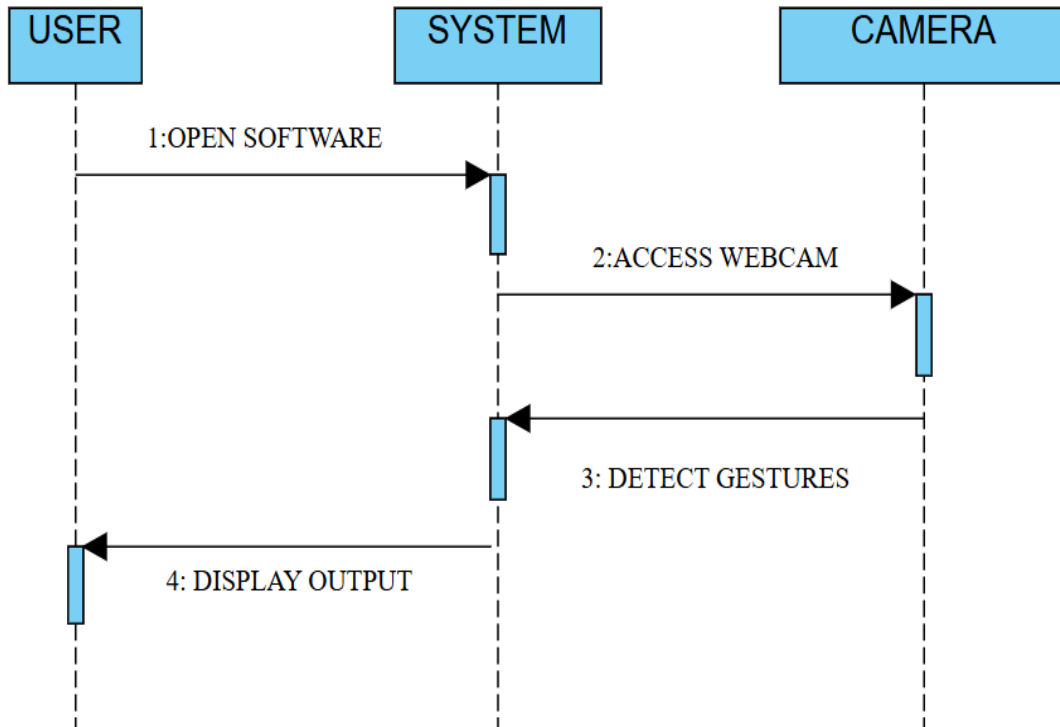 USER
SYSTEM
CAMERA
1:OPEN SOFTWARE
2:ACCESS WEBCAM
3: DETECT GESTURES
4: DISPLAY OUTPUT